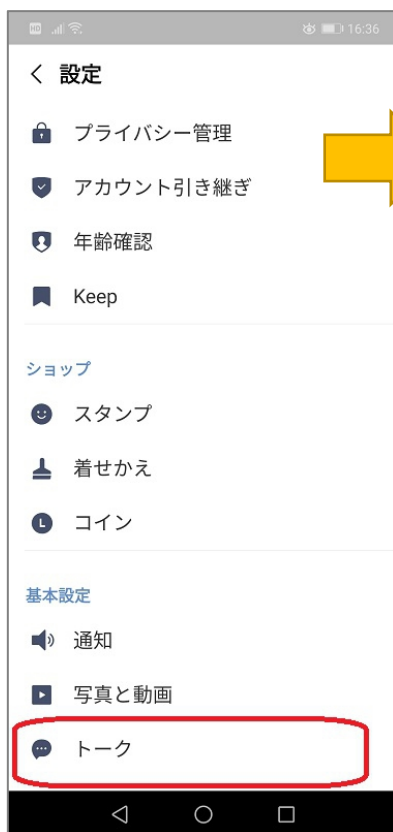 HD 16:36
設定
プライバシー管理
アカウント引き継ぎ
年齢確認
Keep
ショップ
スタンプ
着せかえ
L コイン
基本設定
通知
写真と動画
トーク